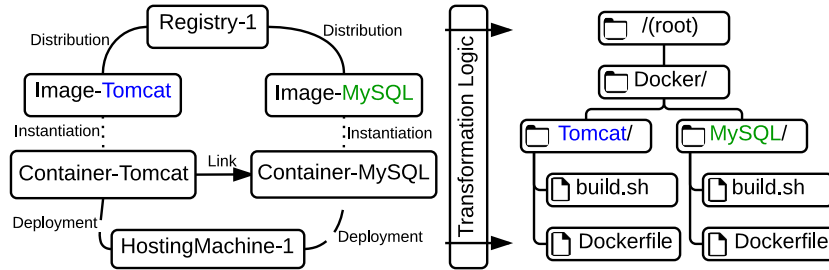 Registry-1
Distribution
Distribution
Image-Tomcat
Image-MySQL
Instantiation
Instantiation
Container-Tomcat
Link
Container-MySQL
Deployment
Deployment
HostingMachine-1
Transformation Logic
/(root)
Docker/
Tomcat/
MySQL/
build.sh
build.sh
Dockerfile
Dockerfile